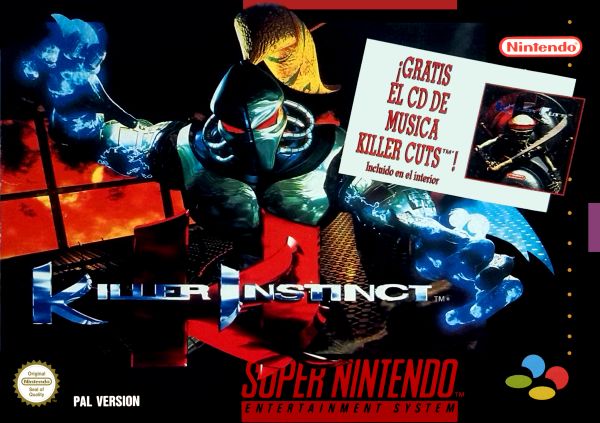 Nintendo
¡GRATIS
EL CD DE
MUSICA
KILLER CUTS™!
Incluido en el interior
KILLER INSTINCT™
Original
Nintendo
Seal of
Quality
PAL VERSION
SUPER NINTENDO™
ENTERTAINMENT SYSTEM